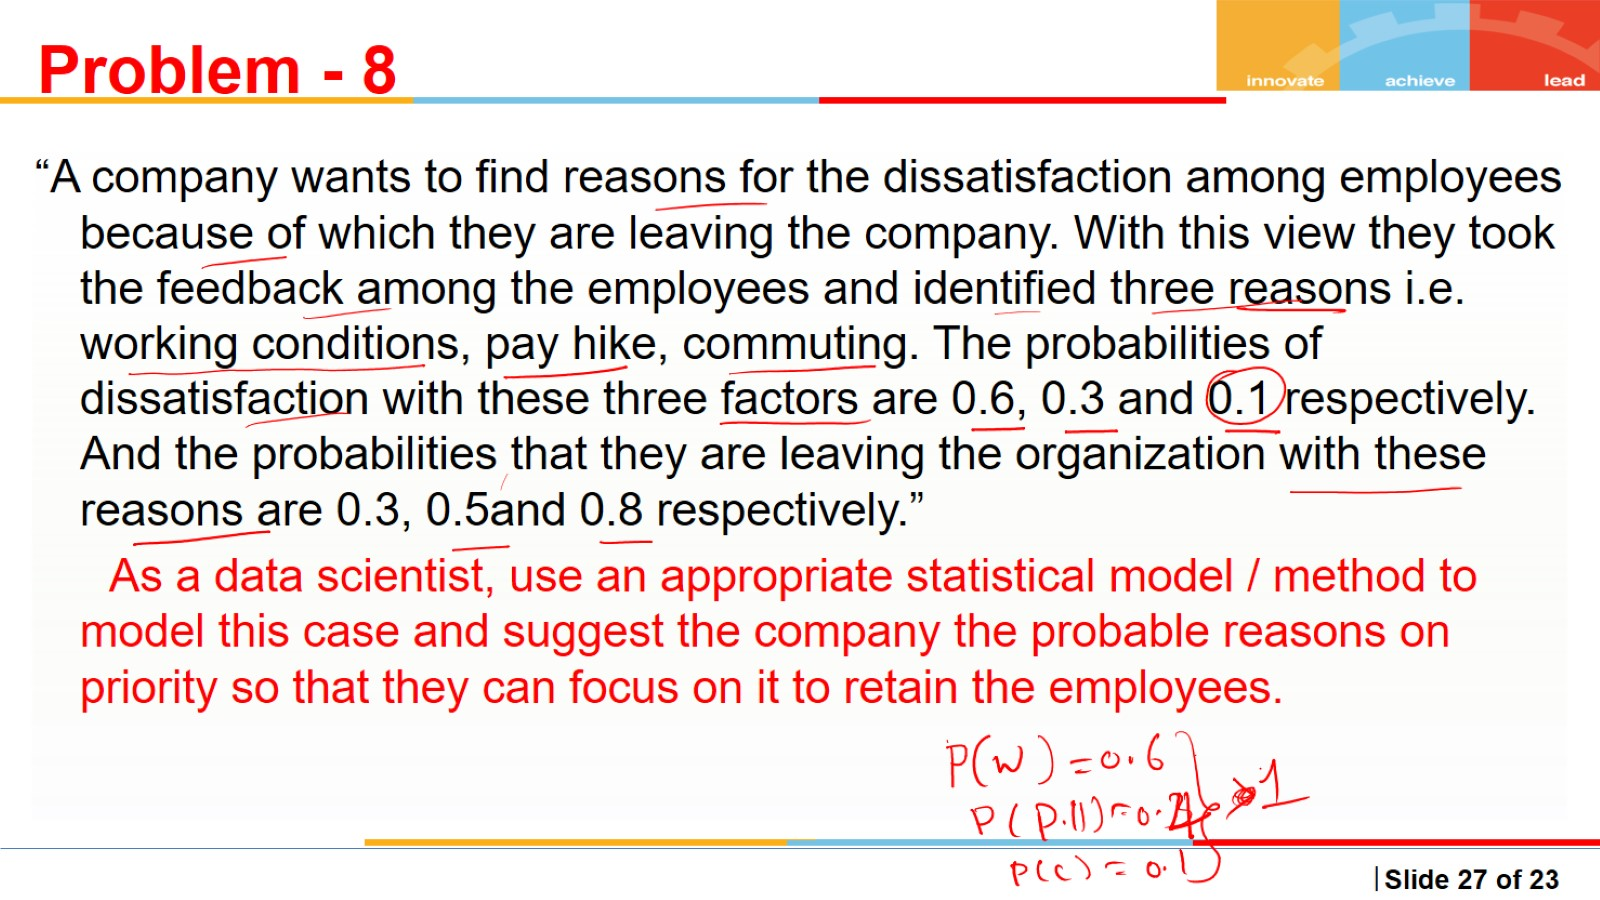 Problem - 8
innovate achieve lead
“A company wants to find reasons for the dissatisfaction among employees
because of which they are leaving the company. With this view they took
the feedback among the employees and identified three reasons i.e.
working conditions, pay hike, commuting. The probabilities of
dissatisfaction with these three factors are 0.6, 0.3 and 0.1 respectively.
And the probabilities that they are leaving the organization with these
reasons are 0.3, 0.5and 0.8 respectively.”
As a data scientist, use an appropriate statistical model / method to
model this case and suggest the company the probable reasons on
priority so that they can focus on it to retain the employees.
P(W) = 0.6
1
P(C) = 0.1
Slide 27 of 23